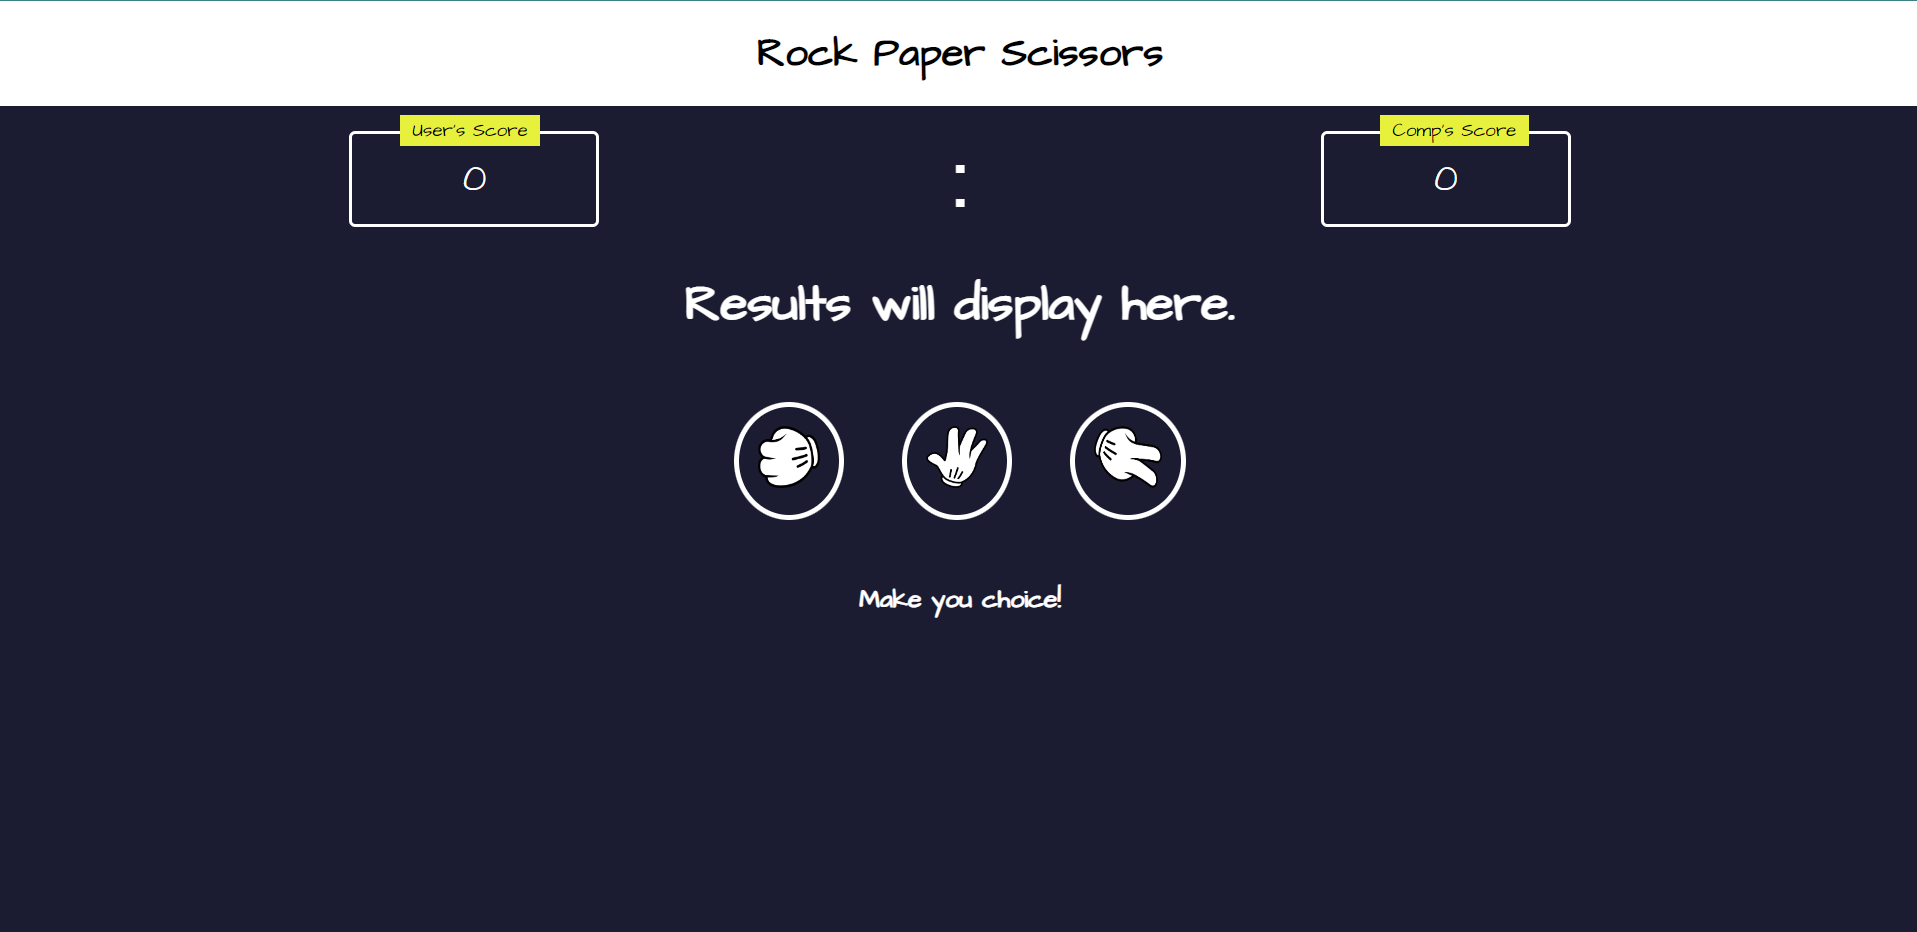 Rock Paper Scissors
User's Score
Comp's Score
0
:
0
Results will display here.
Make you choice!